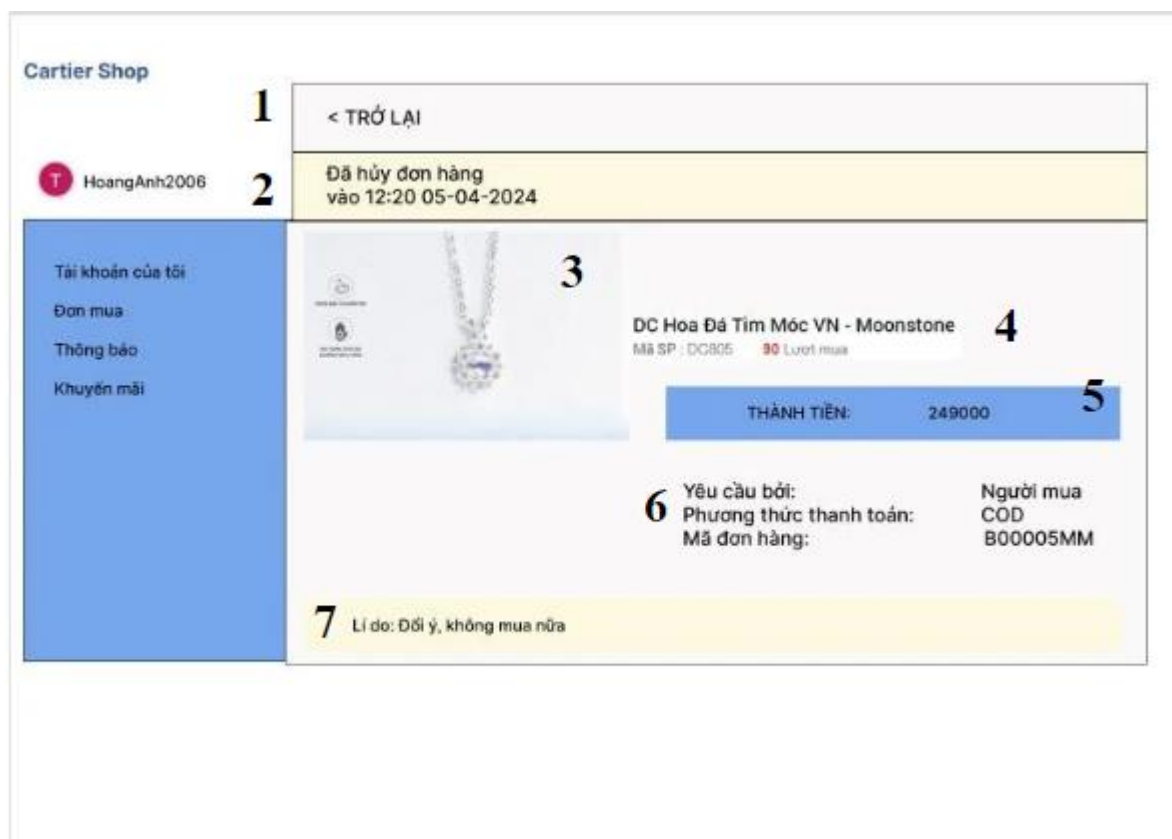 Cartier Shop
1
< TRỞ LẠI
T
HoangAnh2006
2
Đã hủy đơn hàng
vào 12:20 05-04-2024
Tài khoản của tôi
Đơn mua
Thông báo
Khuyến mãi
3
DC Hoa Đá Tim Móc VN - Moonstone
4
Mã SP : DC805 90 Lượt mua
THÀNH TIỀN: 249000
5
6
Yêu cầu bởi: Người mua
Phương thức thanh toán: COD
Mã đơn hàng: B00005MM
7
Lí do: Đổi ý, không mua nữa